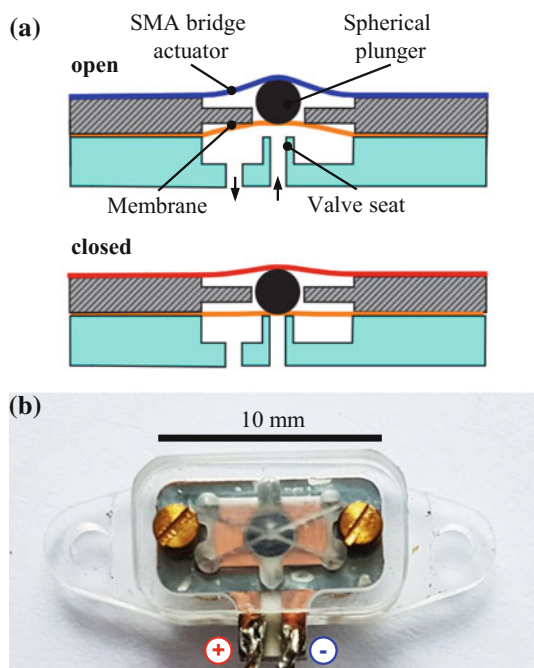 (a)
SMA bridge
actuator
Spherical
plunger
open
Membrane
Valve seat
closed
(b)
10 mm
+
-